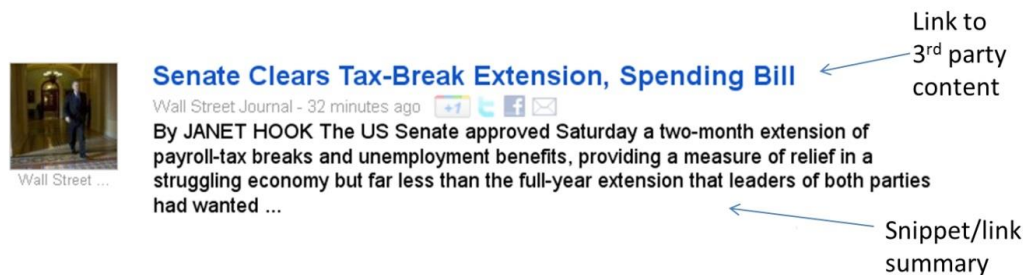 Link to
3rd party
content
Senate Clears Tax-Break Extension, Spending Bill
Wall Street Journal - 32 minutes ago +1
By JANET HOOK The US Senate approved Saturday a two-month extension of
payroll-tax breaks and unemployment benefits, providing a measure of relief in a
struggling economy but far less than the full-year extension that leaders of both parties
had wanted ...
Wall Street ...
Snippet/link
summary